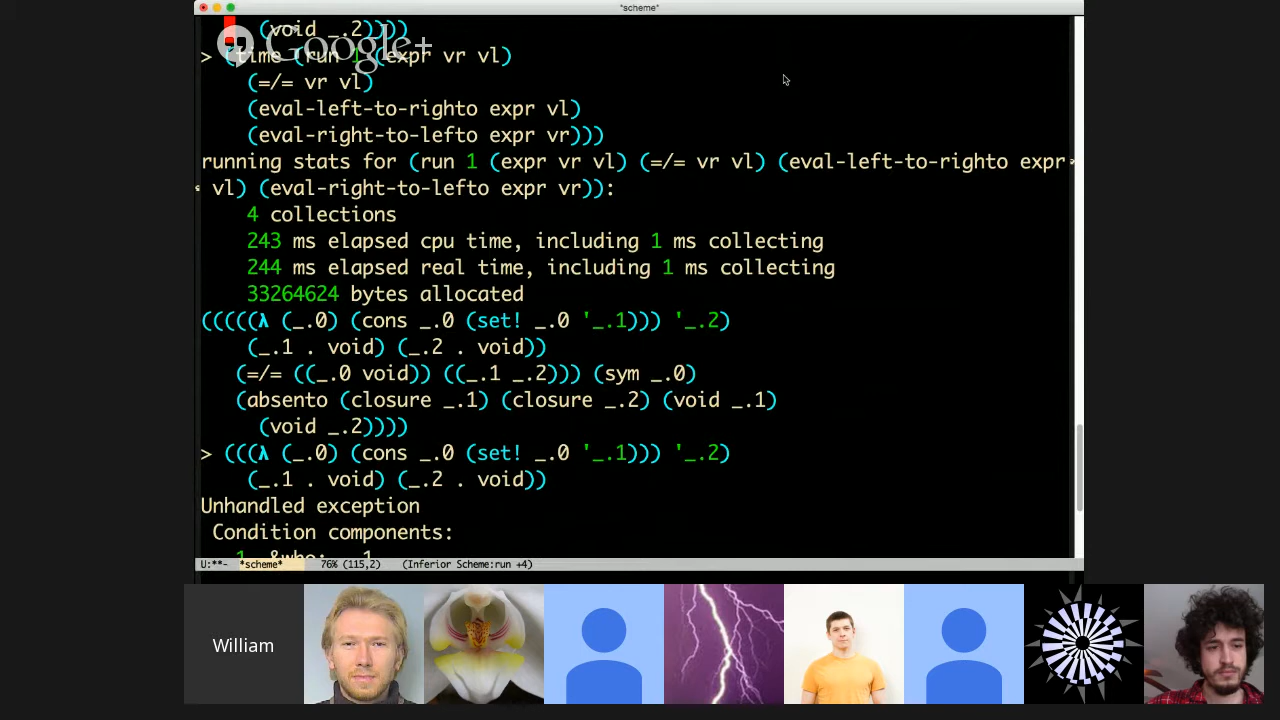 *scheme*
(void _.2))))
Google+
> (time (run 1 (expr vr vl)
(=/= vr vl)
(eval-left-to-righto expr vl)
(eval-right-to-lefto expr vr)))
running stats for (run 1 (expr vr vl) (=/= vr vl) (eval-left-to-righto expr
vl) (eval-right-to-lefto expr vr)):
4 collections
243 ms elapsed cpu time, including 1 ms collecting
244 ms elapsed real time, including 1 ms collecting
33264624 bytes allocated
(((((λ (_.0) (cons _.0 (set! _.0 '_.1))) '_.2)
(_.1 . void) (_.2 . void))
(=/= ((_.0 void)) ((_.1 _.2))) (sym _.0)
(absento (closure _.1) (closure _.2) (void _.1)
(void _.2))))
> (((λ (_.0) (cons _.0 (set! _.0 '_.1))) '_.2)
(_.1 . void) (_.2 . void))
Unhandled exception
Condition components:
1. &who: _.1
U:**- *scheme* 76% (115,2) (Inferior Scheme:run +4)
William